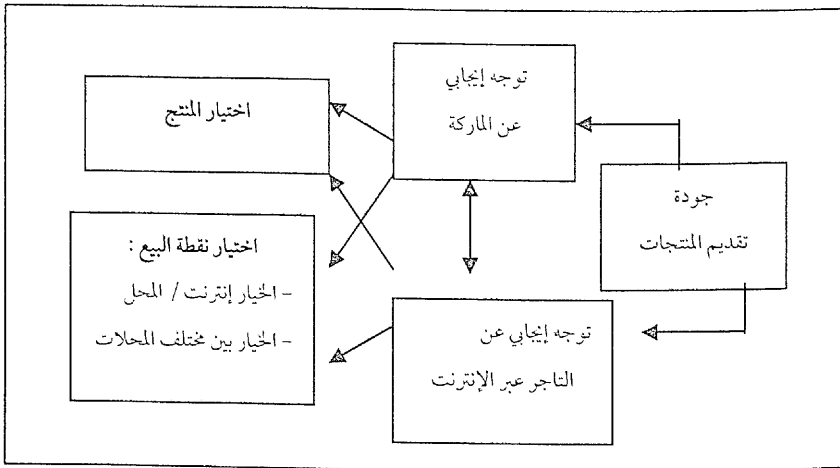 جودة
تقديم المنتجات
توجه إيجابي
عن الماركة
توجه إيجابي عن
التاجر عبر الإنترنت
اختيار المنتج
اختيار نقطة البيع :
- الخيار إنترنت / المحل
- الخيار بين مختلف المحلات